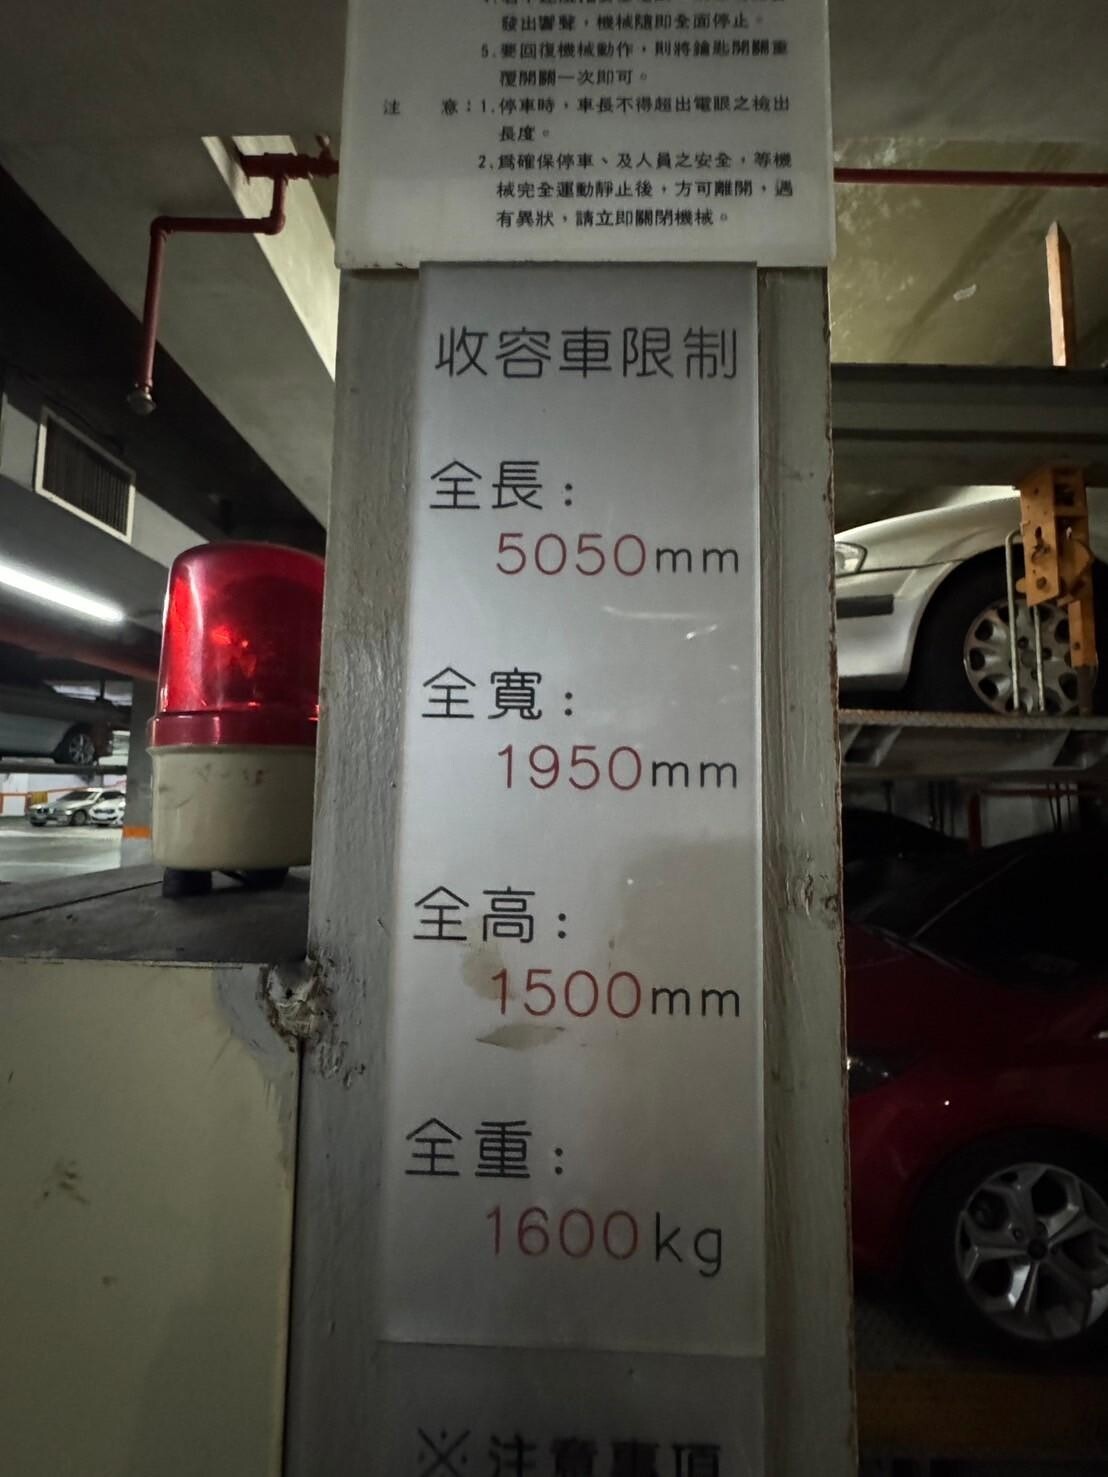 發出響聲，機械隨即全面停止。
5.要回復機械動作，則將鑰匙開關重
覆開關一次即可。
注　意：1.停車時，車長不得超出電眼之檢出
長度。
2.為確保停車、及人員之安全，等機
械完全運動靜止後，方可離開，遇
有異狀，請立即關閉機械。
收容車限制
全長：
5050mm
全寬：
1950mm
全高：
1500mm
全重：
1600kg
※注意事項